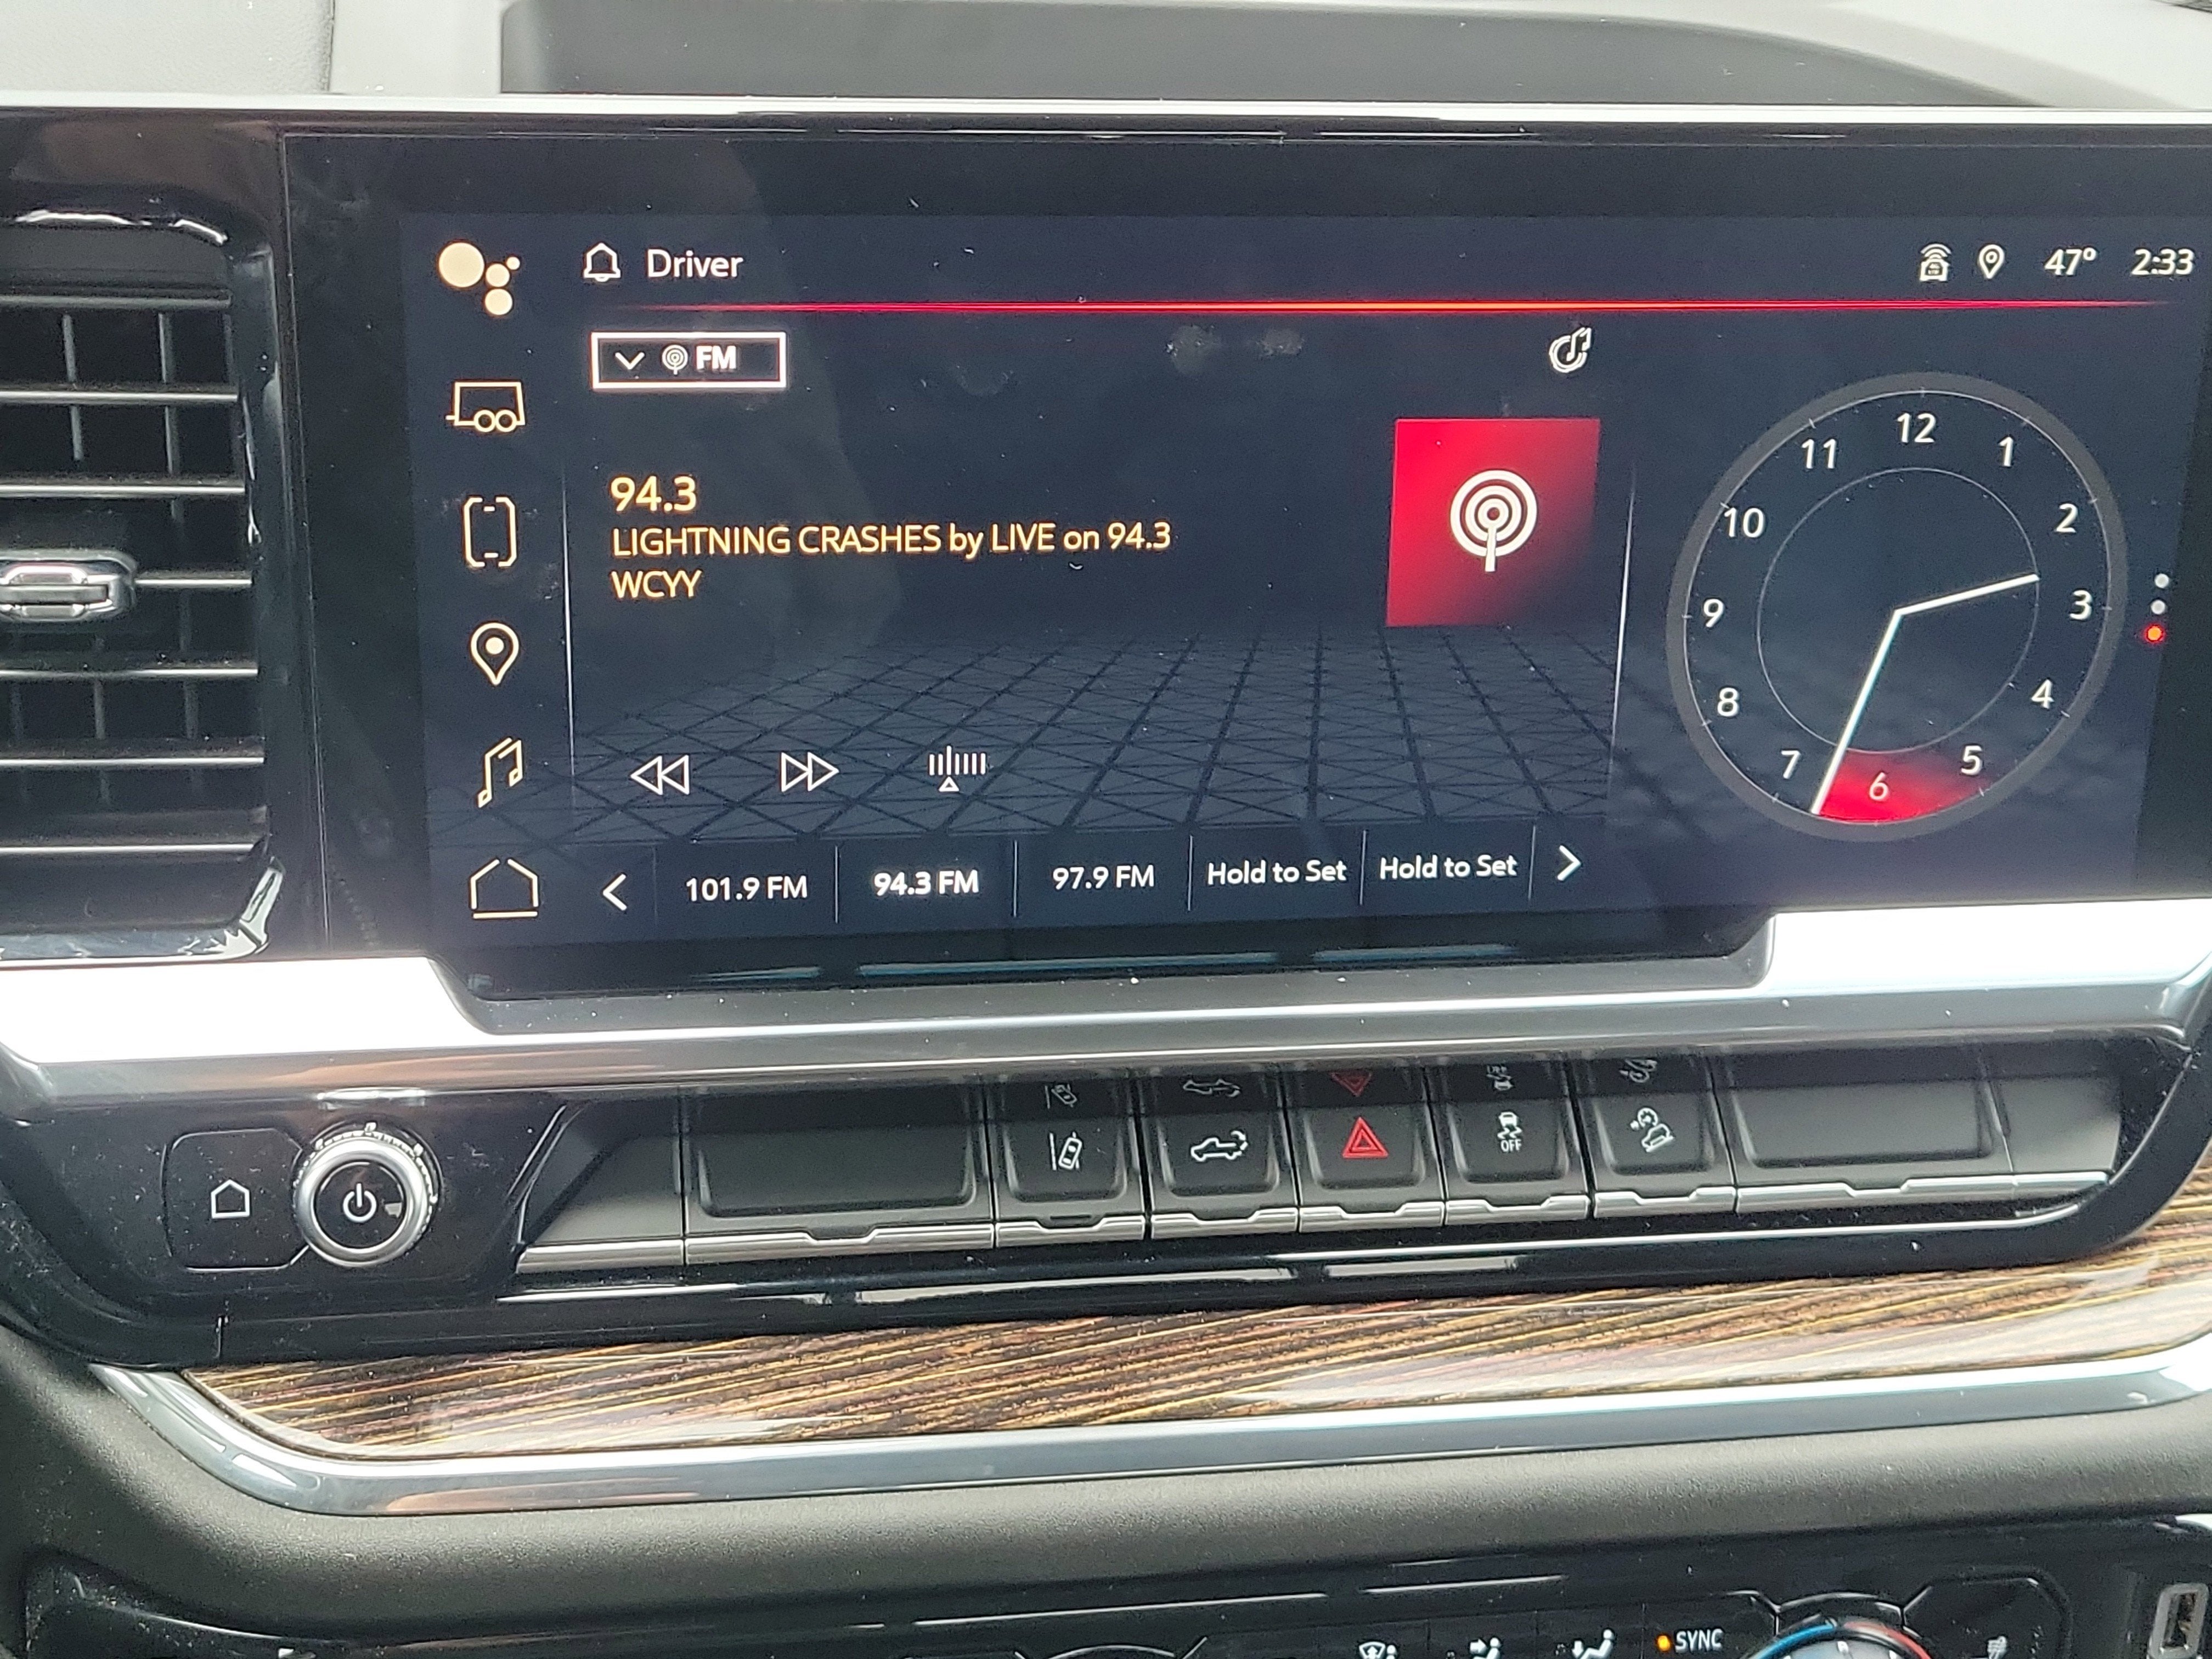 Driver
47° 2:33
FM
94.3
LIGHTNING CRASHES by LIVE on 94.3
WCYY
12
1
2
3
4
5
6
7
8
9
10
11
101.9 FM 94.3 FM 97.9 FM Hold to Set Hold to Set
OFF
SYNC